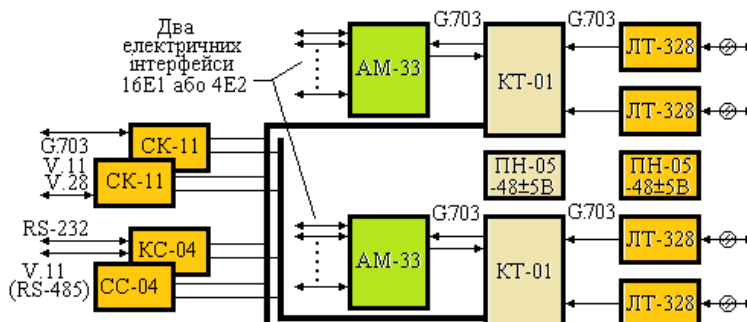 Два
електричних
інтерфейси
16Е1 або 4Е2
G.703
G.703
АМ-33
КТ-01
ЛТ-328
ЛТ-328
СК-11
G.703
V.11
V.28
СК-11
ПН-05
-48±5В
ПН-05
-48±5В
RS-232
КС-04
V.11
(RS-485)
СС-04
G.703
G.703
АМ-33
КТ-01
ЛТ-328
ЛТ-328